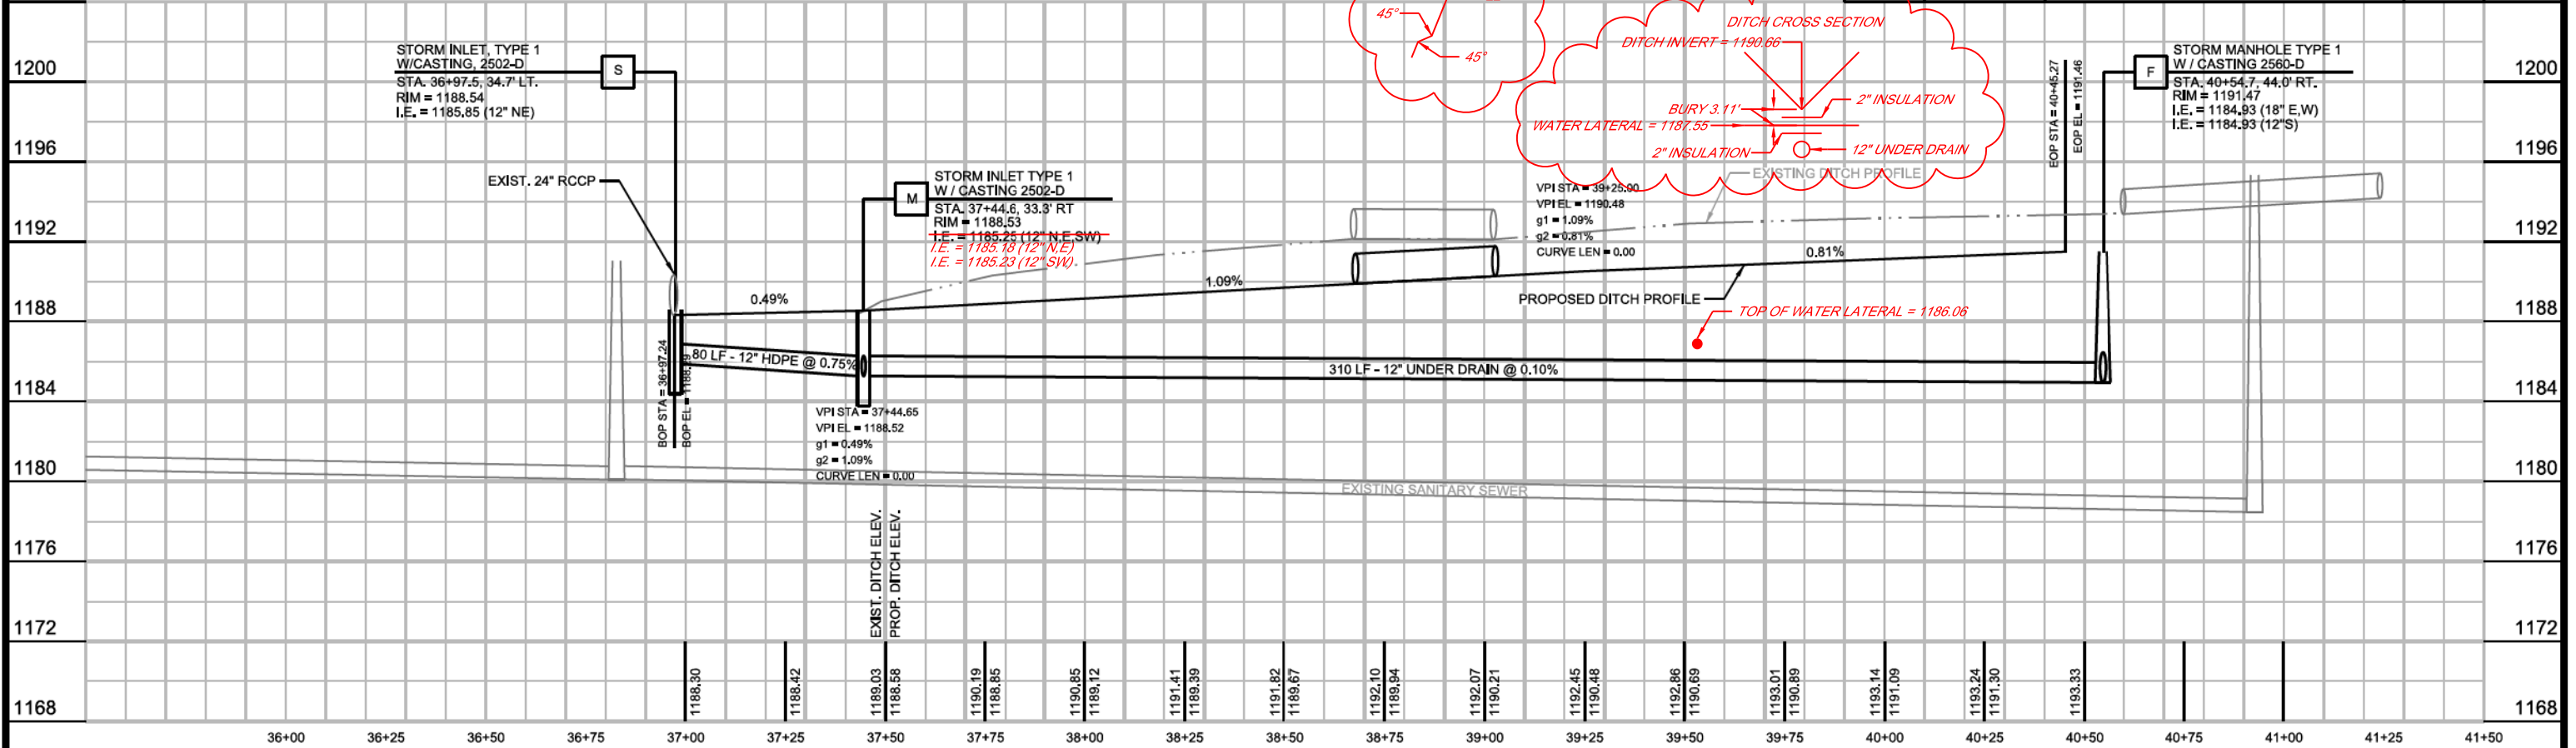 45°
45°
DITCH CROSS SECTION
DITCH INVERT = 1190.66
BURY 3.11'
2" INSULATION
WATER LATERAL = 1187.55
2" INSULATION
12" UNDER DRAIN
STORM INLET, TYPE 1
W/CASTING, 2502-D
STA. 36+97.5, 34.7' LT.
RIM = 1188.54
I.E. = 1185.85 (12" NE)
S
EXIST. 24" RCCP
STORM INLET TYPE 1
W / CASTING 2502-D
STA. 37+44.6, 33.3' RT
RIM = 1188.53
I.E. = 1185.25 (12" N,E,SW)
I.E. = 1185.18 (12" N,E)
I.E. = 1185.23 (12" SW)
M
EOP STA = 40+45.27
EOP EL = 1191.46
F
STORM MANHOLE TYPE 1
W / CASTING 2560-D
STA. 40+54.7, 44.0' RT.
RIM = 1191.47
I.E. = 1184.93 (18" E,W)
I.E. = 1184.93 (12"S)
EXISTING DITCH PROFILE
VPI STA = 39+25.00
VPI EL = 1190.48
g1 = 1.09%
g2 = 0.81%
CURVE LEN = 0.00
0.49%
1.09%
0.81%
PROPOSED DITCH PROFILE
TOP OF WATER LATERAL = 1186.06
BOP STA = 36+97.24
80 LF - 12" HDPE @ 0.75%
310 LF - 12" UNDER DRAIN @ 0.10%
VPI STA = 37+44.65
VPI EL = 1188.52
g1 = 0.49%
g2 = 1.09%
CURVE LEN = 0.00
EXISTING SANITARY SEWER
EXIST. DITCH ELEV.
PROP. DITCH ELEV.
1200
1196
1192
1188
1184
1180
1176
1172
1168
1200
1196
1192
1188
1184
1180
1176
1172
1168
1188.30
1188.42
1189.03
1188.58
1190.19
1188.85
1190.85
1189.12
1191.41
1189.39
1191.82
1189.67
1192.10
1189.94
1192.07
1190.21
1192.45
1190.48
1192.86
1190.69
1193.01
1190.89
1193.14
1191.09
1193.24
1191.30
1193.33
36+00
36+25
36+50
36+75
37+00
37+25
37+50
37+75
38+00
38+25
38+50
38+75
39+00
39+25
39+50
39+75
40+00
40+25
40+50
40+75
41+00
41+25
41+50